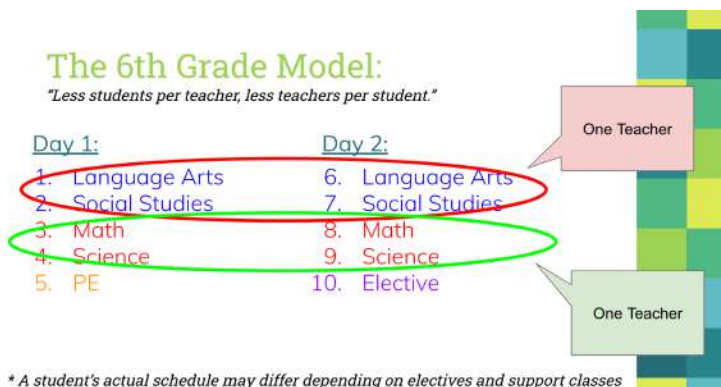 The 6th Grade Model:
"Less students per teacher, less teachers per student."
Day 1:
1. Language Arts
2. Social Studies
3. Math
4. Science
5. PE
Day 2:
6. Language Arts
7. Social Studies
8. Math
9. Science
10. Elective
One Teacher
One Teacher
* A student's actual schedule may differ depending on electives and support classes